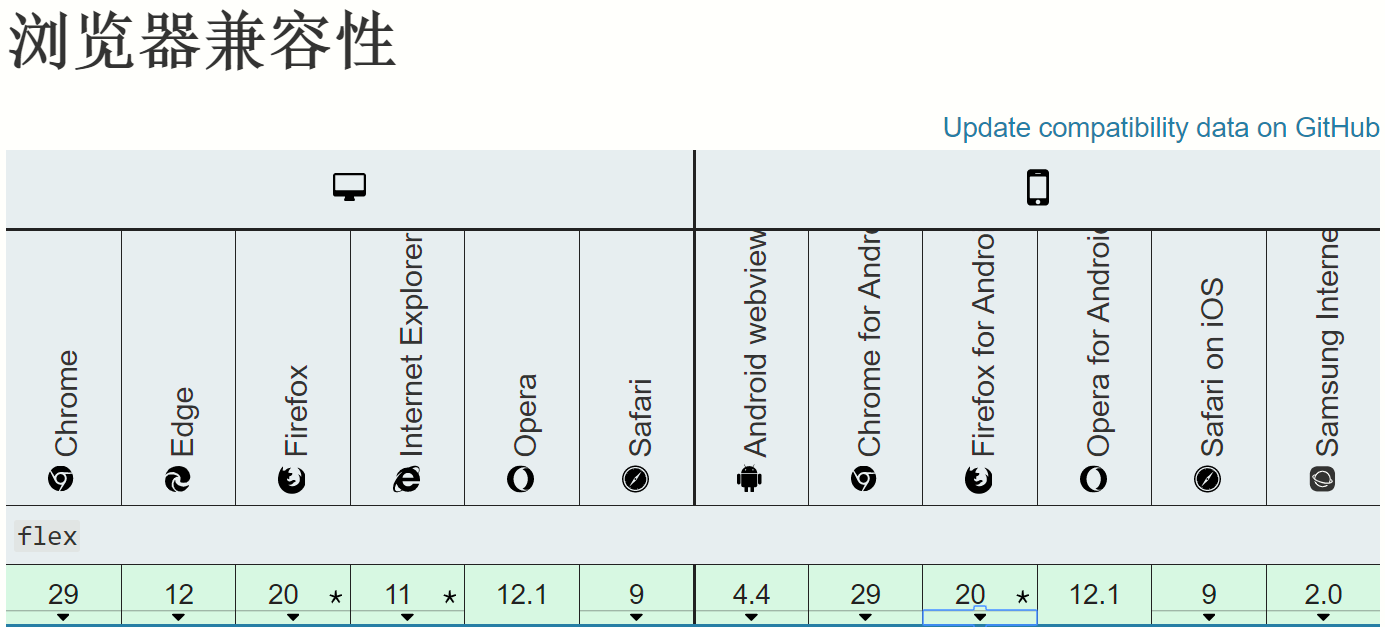 浏览器兼容性
Update compatibility data on GitHub
Chrome
Edge
Firefox
Internet Explorer
Opera
Safari
Android webview
Chrome for Andr
Firefox for Andro
Opera for Androi
Safari on iOS
Samsung Interne
flex
29 12 20 * 11 * 12.1 9 4.4 29 20 * 12.1 9 2.0